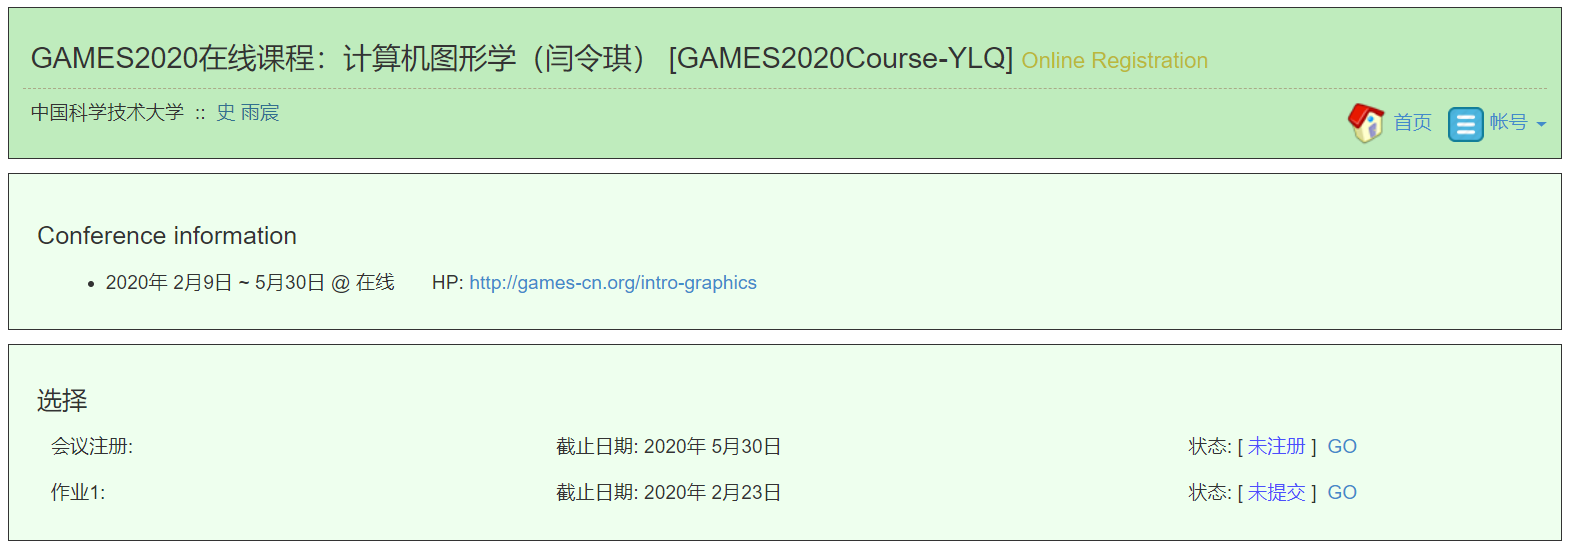 GAMES2020在线课程：计算机图形学（闫令琪） [GAMES2020Course-YLQ] Online Registration
中国科学技术大学 :: 史 雨宸
首页 帐号
Conference information
2020年 2月9日 ~ 5月30日 @ 在线 HP: http://games-cn.org/intro-graphics
选择
会议注册: 截止日期: 2020年 5月30日 状态: [ 未注册 ] GO
作业1: 截止日期: 2020年 2月23日 状态: [ 未提交 ] GO